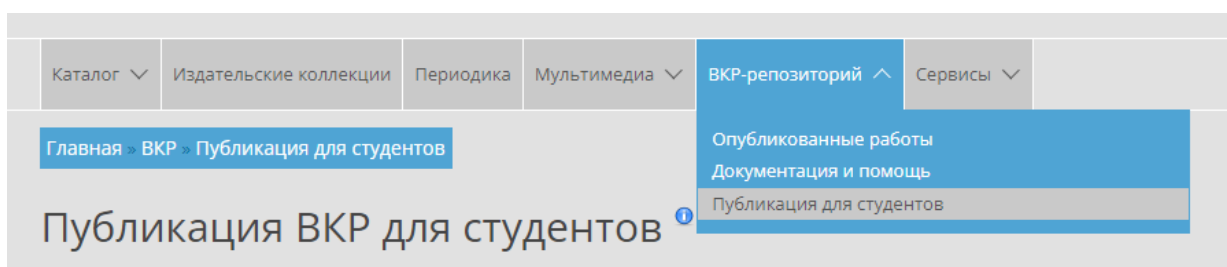 Каталог Издательские коллекции Периодика Мультимедиа ВКР-репозиторий Сервисы
Опубликованные работы
Главная » ВКР » Публикация для студентов
Документация и помощь
Публикация для студентов
Публикация ВКР для студентов